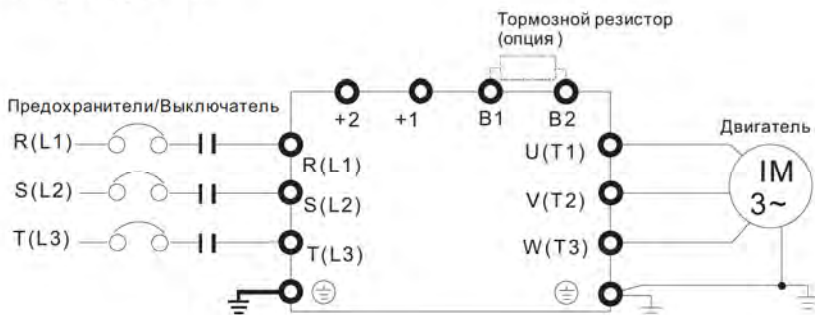 Тормозной резистор
(опция )
Предохранители/Выключатель
+2
+1
B1
B2
Двигатель
R(L1)
R(L1)
U(T1)
IM
3~
S(L2)
S(L2)
V(T2)
T(L3)
T(L3)
W(T3)